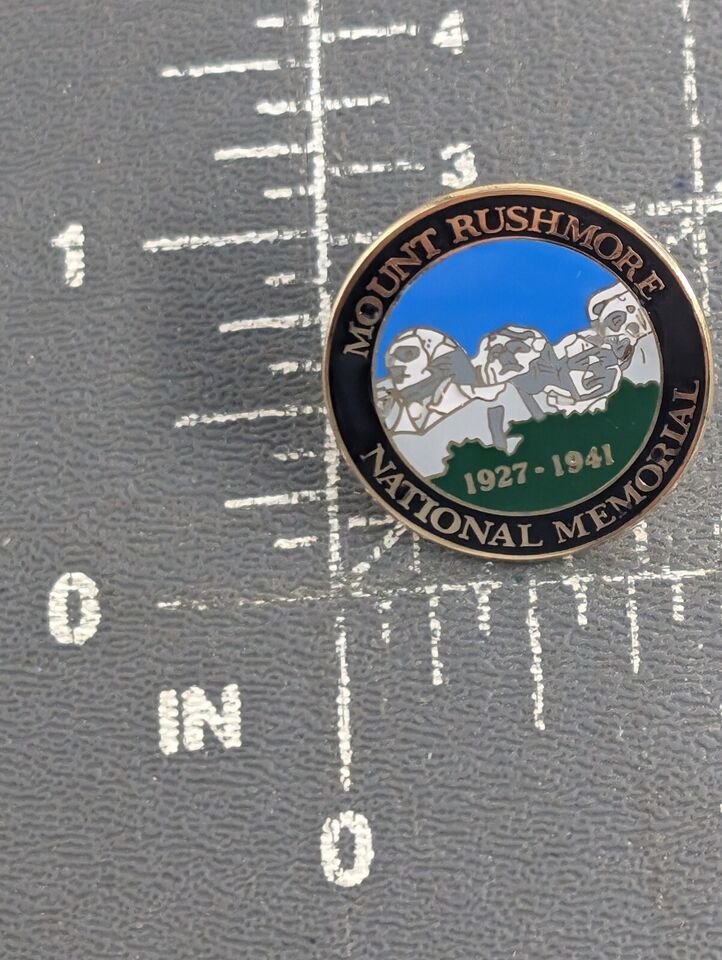 4
3
1
MOUNT RUSHMORE
1927-1941
NATIONAL MEMORIAL
0
IN
0